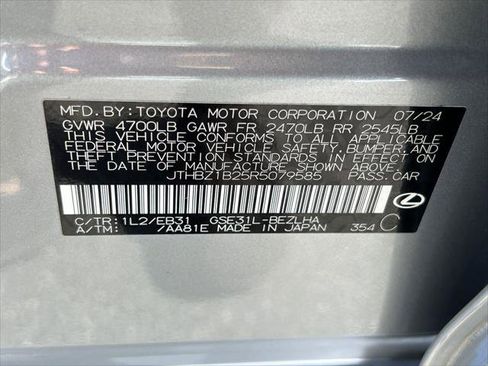 MFD.BY:TOYOTA MOTOR CORPORATION 07/24
GVWR 4700LB GAWR FR 2470LB RR 2545LB
THIS VEHICLE CONFORMS TO ALL APPLICABLE
FEDERAL MOTOR VEHICLE SAFETY, BUMPER, AND
THEFT PREVENTION STANDARDS IN EFFECT ON
THE DATE OF MANUFACTURE SHOWN ABOVE.
JTHBZ1B25R5079585 PASS.CAR
C/TR:1L2/EB31 GSE31L-BEZLHA
A/TM: /AA81E MADE IN JAPAN 354 C